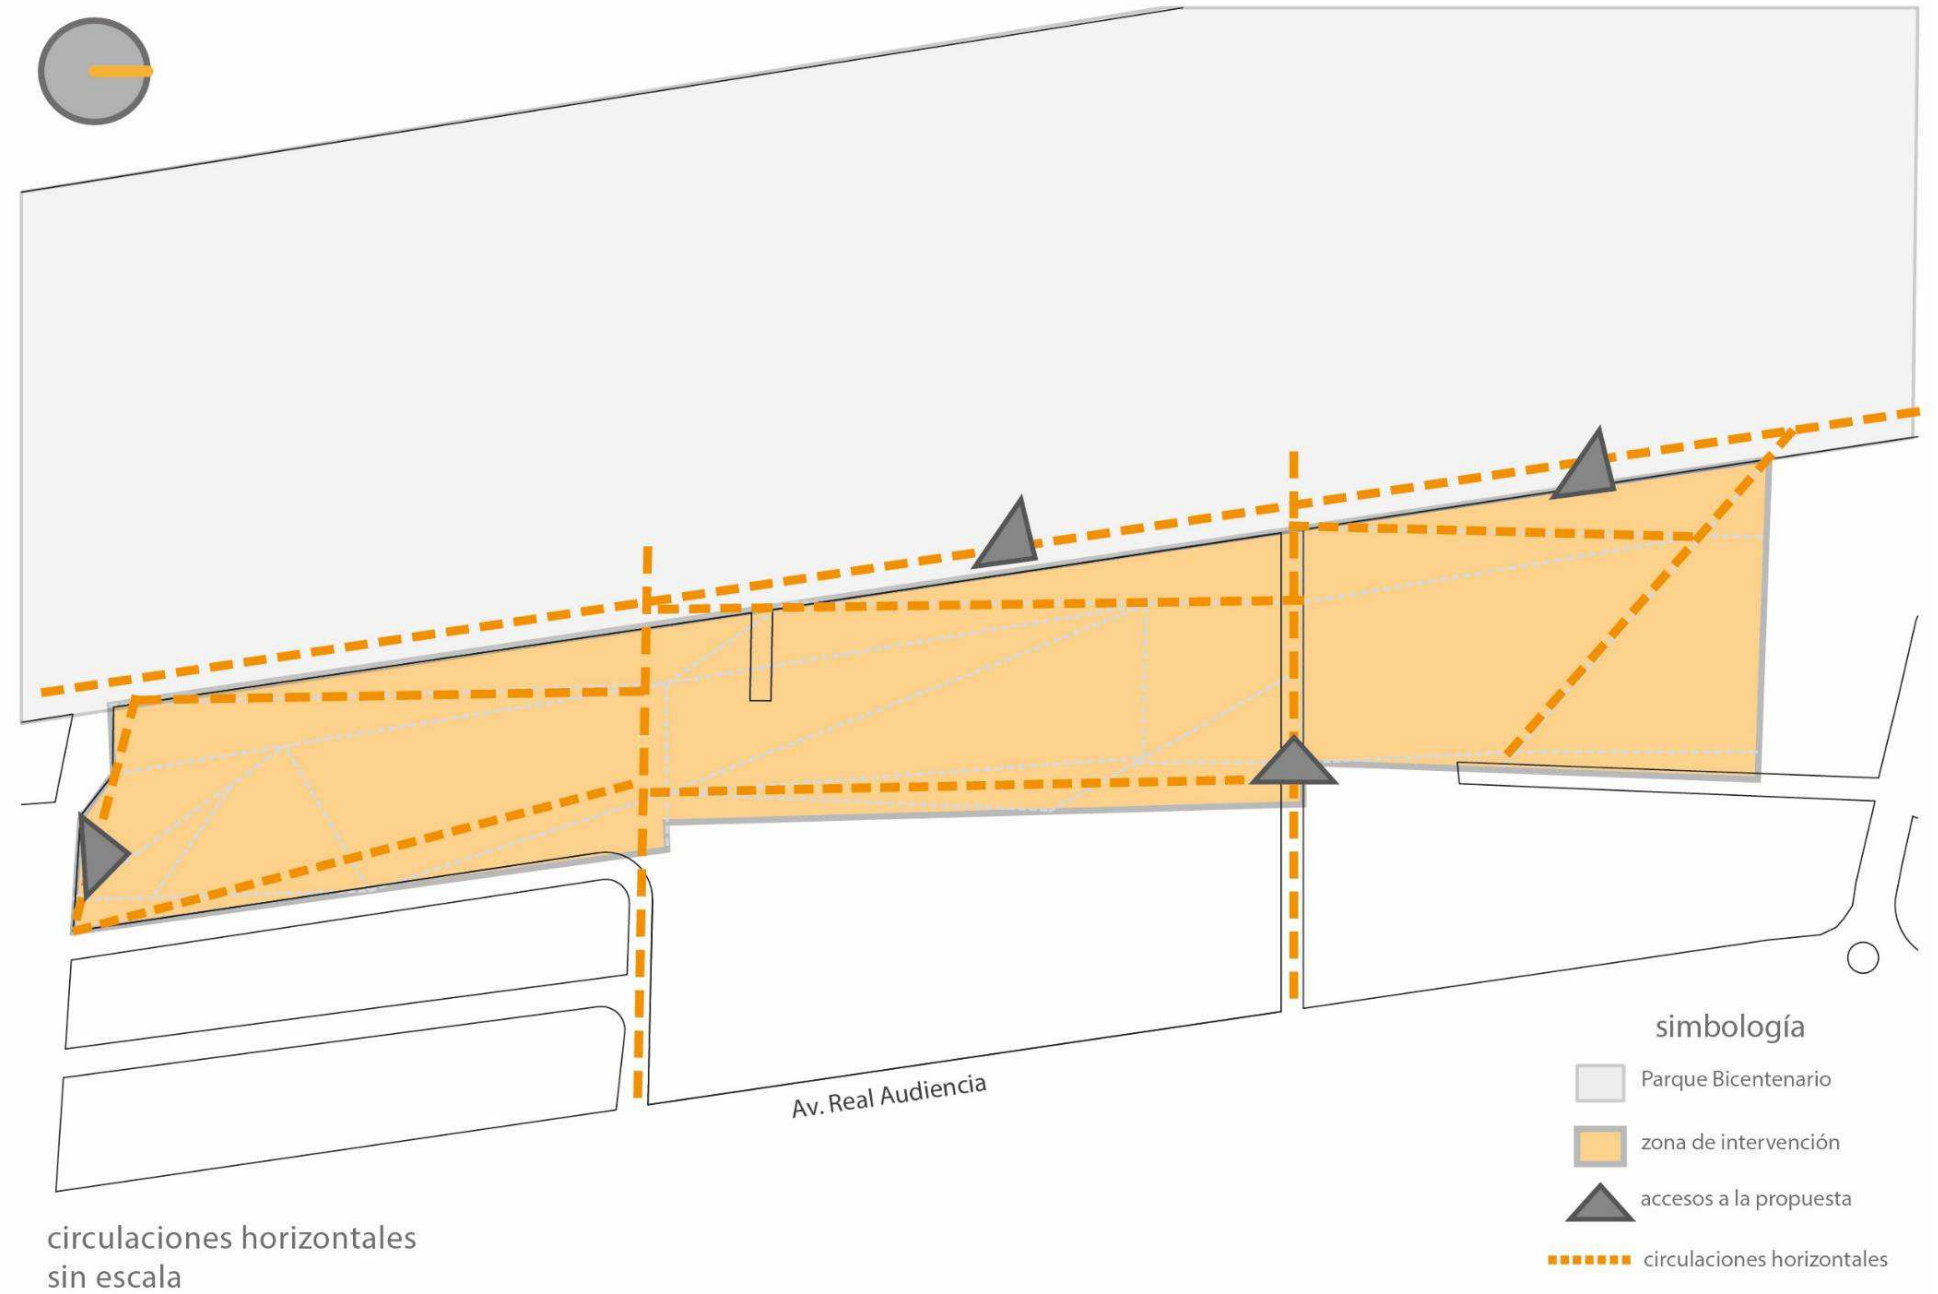 Av. Real Audiencia
simbología
Parque Bicentenario
zona de intervención
accesos a la propuesta
circulaciones horizontales
circulaciones horizontales
sin escala